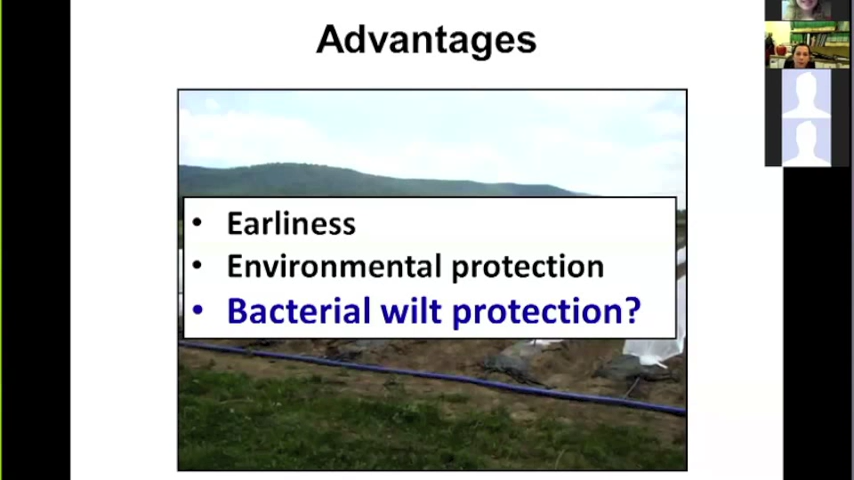 Advantages
• Earliness
• Environmental protection
• Bacterial wilt protection?